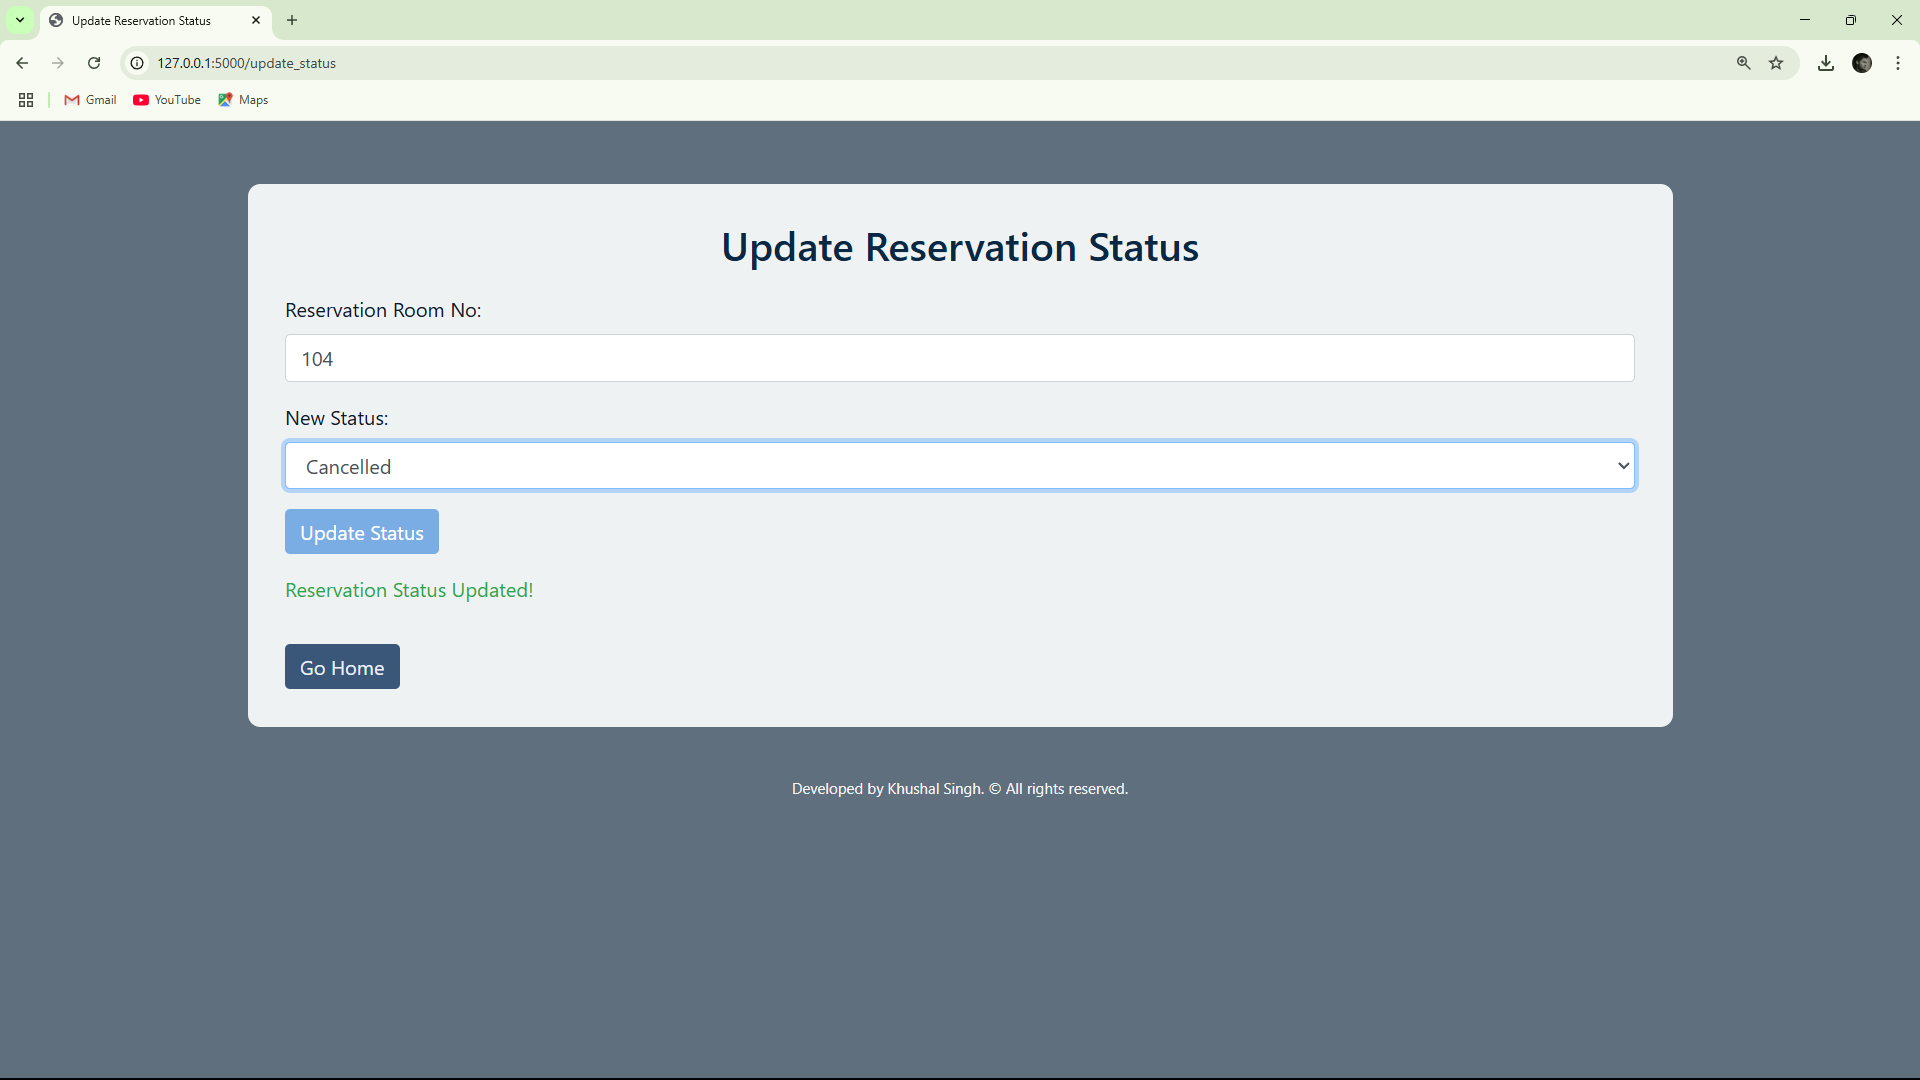 Update Reservation Status
127.0.0.1:5000/update_status
Gmail YouTube Maps
Update Reservation Status
Reservation Room No:
104
New Status:
Cancelled
Update Status
Reservation Status Updated!
Go Home
Developed by Khushal Singh. © All rights reserved.